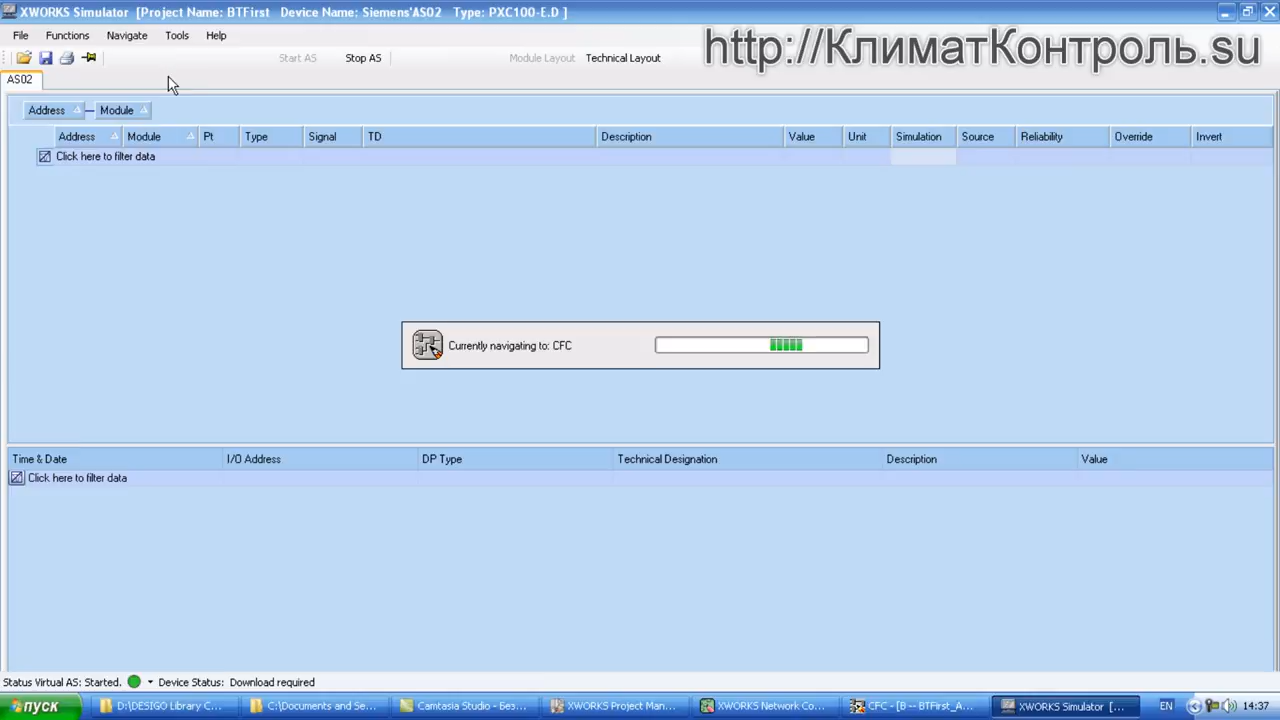 XWORKS Simulator [Project Name: BTFirst Device Name: Siemens'AS02 Type: PXC100-E.D ]
File Functions Navigate Tools Help
http://КлиматКонтроль.su
Start AS Stop AS Module Layout Technical Layout
AS02
Address Module
Address Module Pt Type Signal TD Description Value Unit Simulation Source Reliability Override Invert
Click here to filter data
Currently navigating to: CFC
Time & Date I/O Address DP Type Technical Designation Description Value
Click here to filter data
Status Virtual AS: Started. Device Status: Download required
пуск D:\DESIGO Library C... C:\Documents and Se... Camtasia Studio - Без... XWORKS Project Man... XWORKS Network Co... CFC - [B -- BTFirst_A... XWORKS Simulator [... EN 14:37